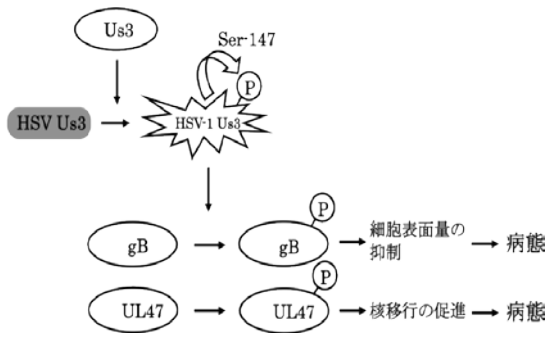 Us3
Ser-147
P
HSV Us3
HSV-1 Us3
P
gB
gB
細胞表面量の
抑制
病態
P
UL47
UL47
核移行の促進
病態